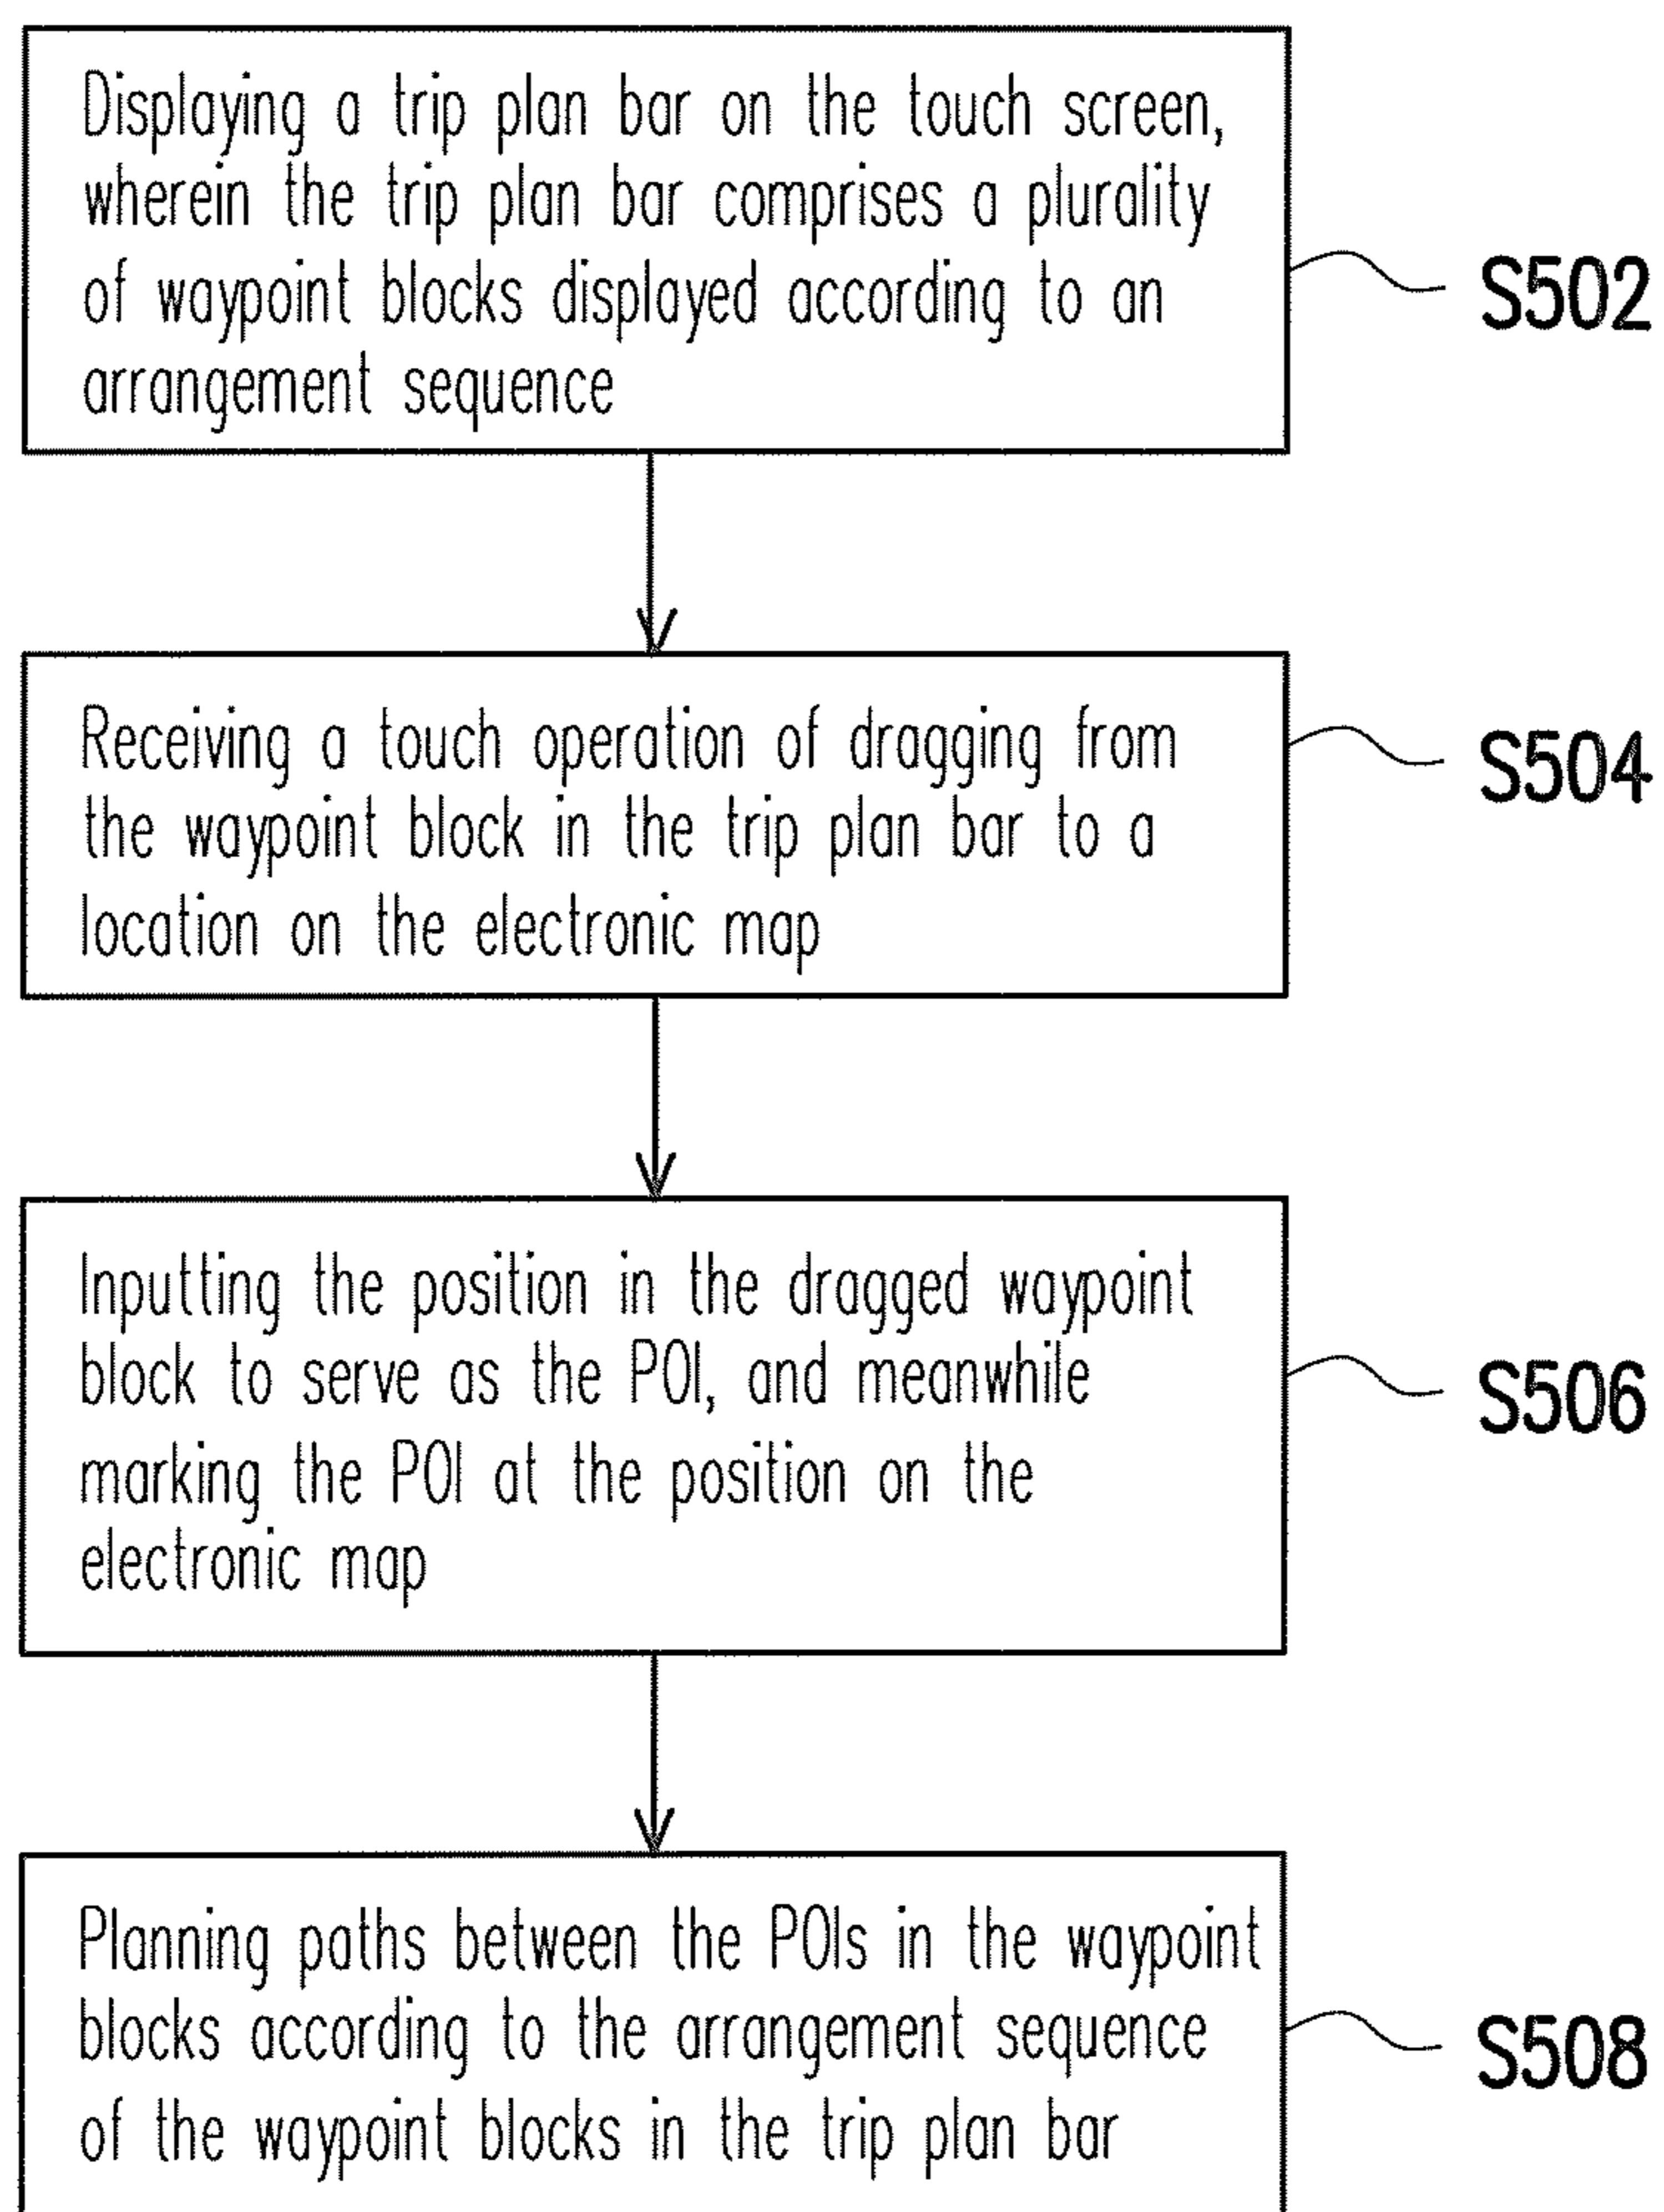 Displaying a trip plan bar on the touch screen,
wherein the trip plan bar comprises a plurality
of waypoint blocks displayed according to an
arrangement sequence
S502
Receiving a touch operation of dragging from
the waypoint block in the trip plan bar to a
location on the electronic map
S504
Inputting the position in the dragged waypoint
block to serve as the POI, and meanwhile
marking the POI at the position on the
electronic map
S506
Planning paths between the POIs in the waypoint
blocks according to the arrangement sequence
of the waypoint blocks in the trip plan bar
S508